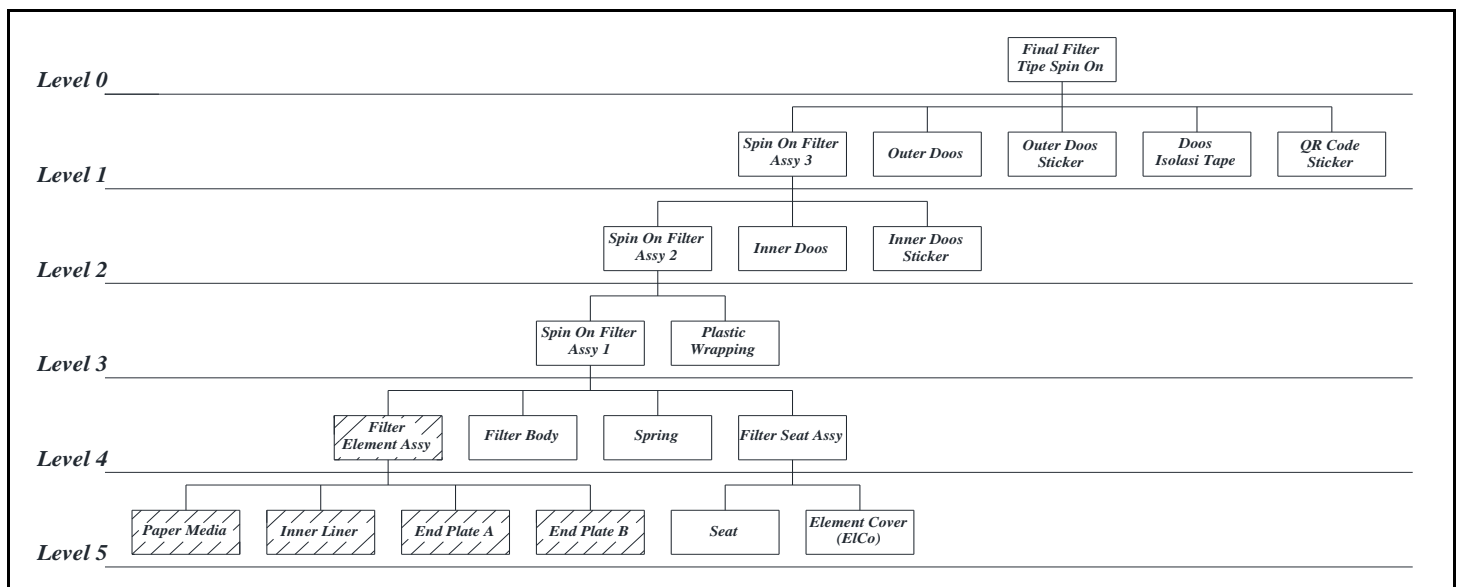 Final Filter
Tipe Spin On
Level 0
Spin On Filter
Assy 3
Outer Doos
Outer Doos
Sticker
Doos
Isolasi Tape
QR Code
Sticker
Level 1
Spin On Filter
Assy 2
Inner Doos
Inner Doos
Sticker
Level 2
Spin On Filter
Assy 1
Plastic
Wrapping
Level 3
Filter
Element Assy
Filter Body
Spring
Filter Seat Assy
Level 4
Paper Media
Inner Liner
End Plate A
End Plate B
Seat
Element Cover
(ElCo)
Level 5